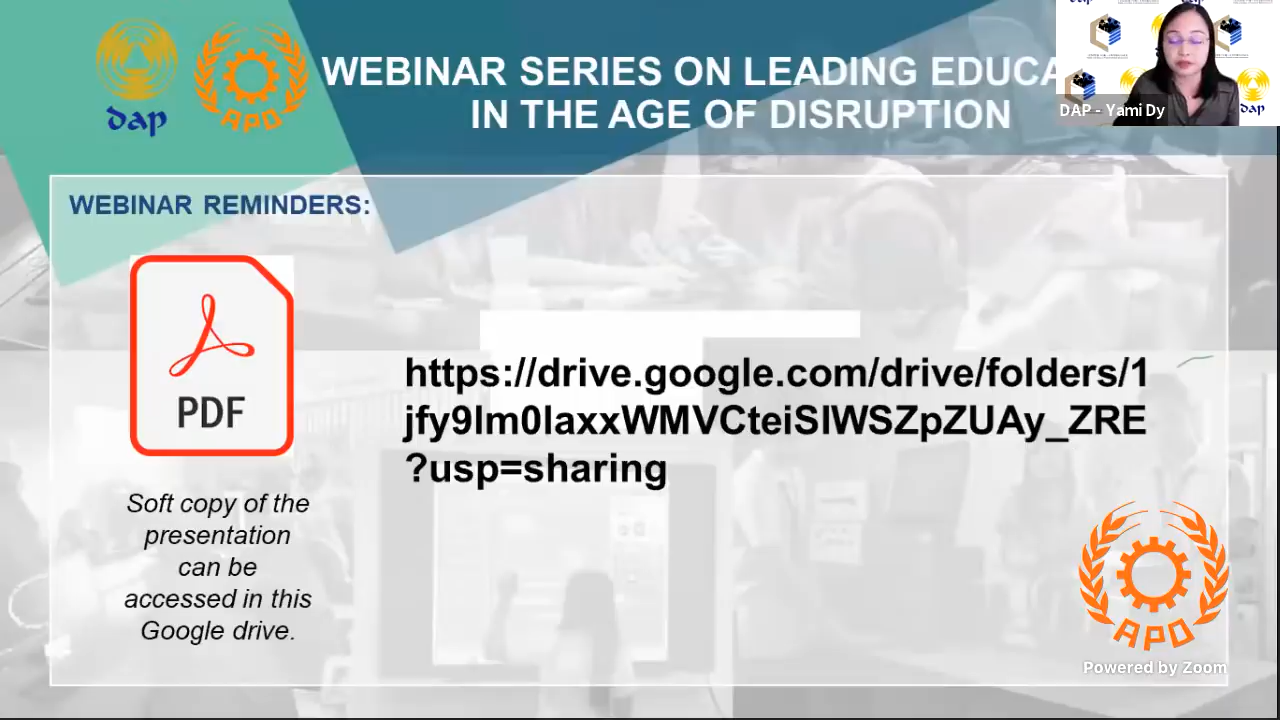 WEBINAR SERIES ON LEADING EDUCA
IN THE AGE OF DISRUPTION
dap
APO
DAP - Yami Dy
dap
WEBINAR REMINDERS:
PDF
https://drive.google.com/drive/folders/1
jfy9Im0IaxxWMVCteiSIWSZpZUAy_ZRE
?usp=sharing
Soft copy of the
presentation
can be
accessed in this
Google drive.
APO
Powered by Zoom